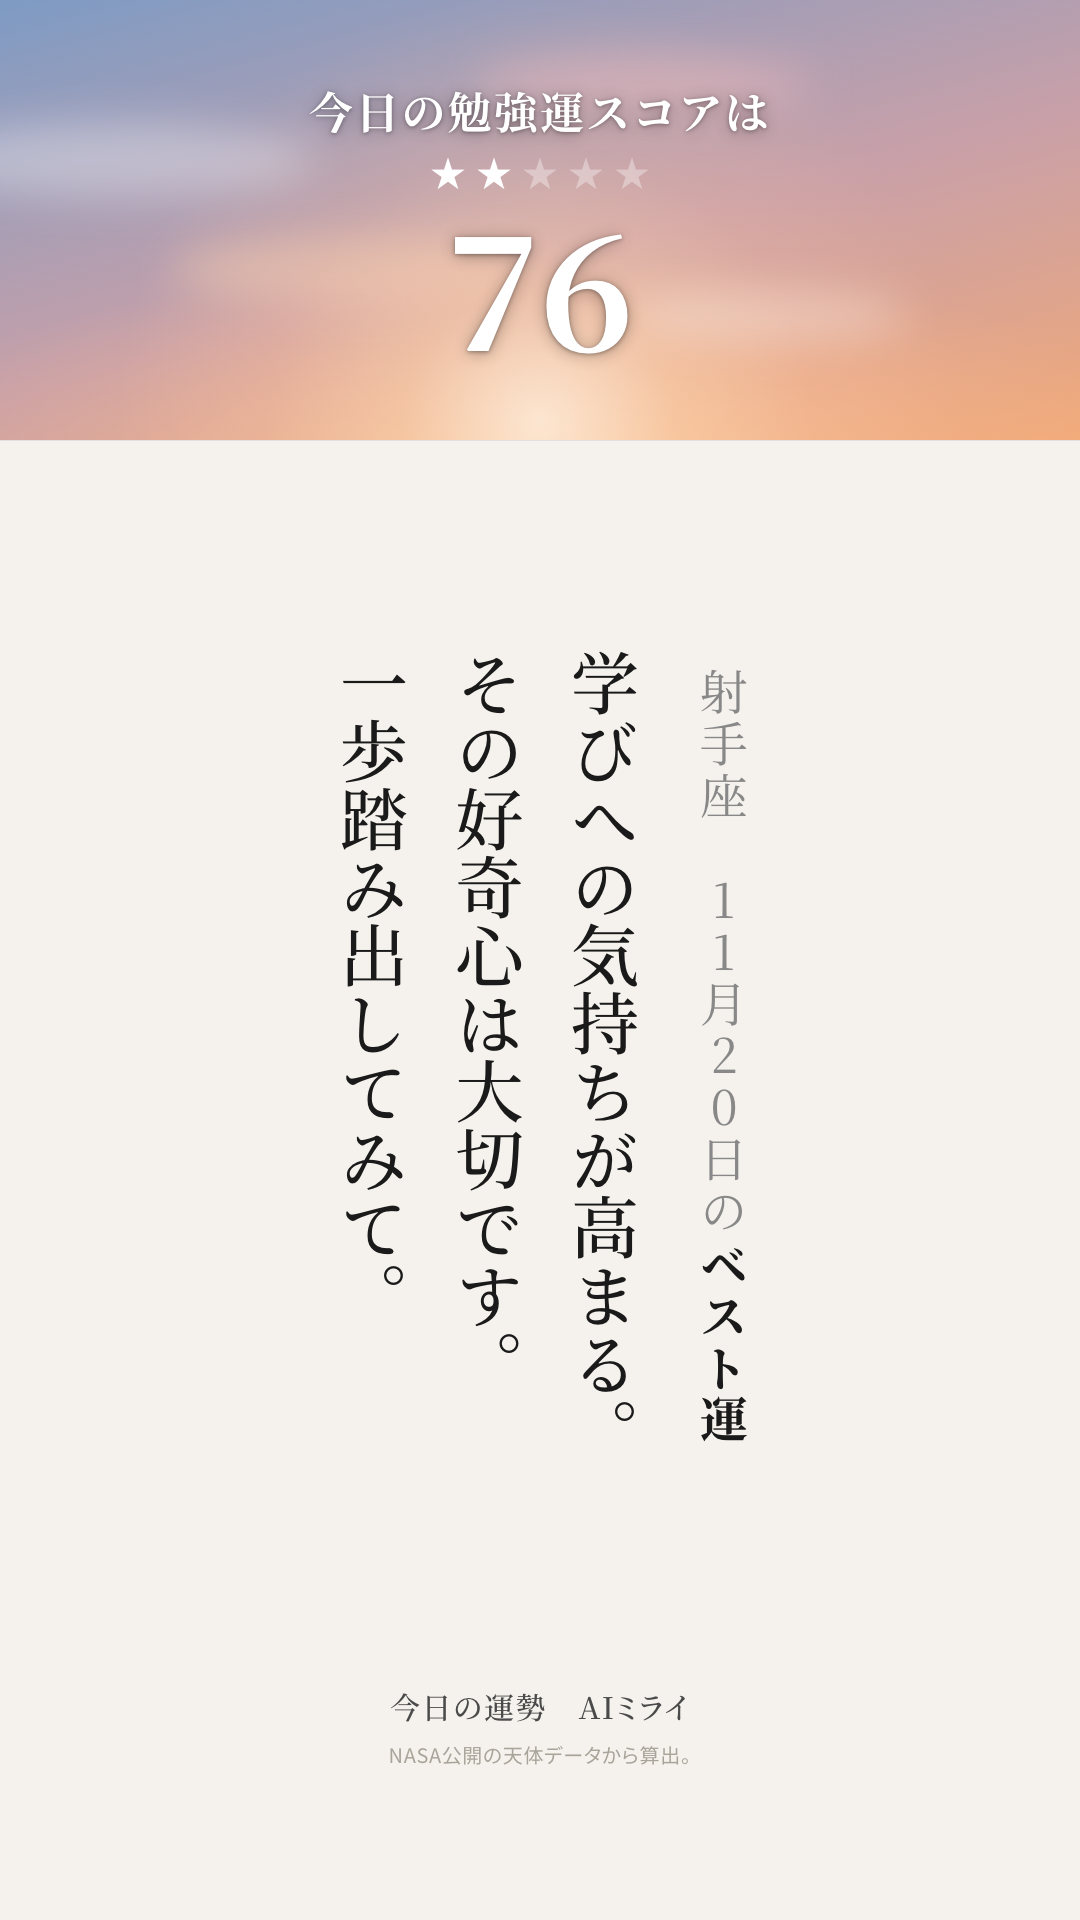 今日の勉強運スコアは
★★★★★
76
射手座　11月20日のベスト運
学びへの気持ちが高まる。
その好奇心は大切です。
一歩踏み出してみて。
今日の運勢　AIミライ
NASA公開の天体データから算出。